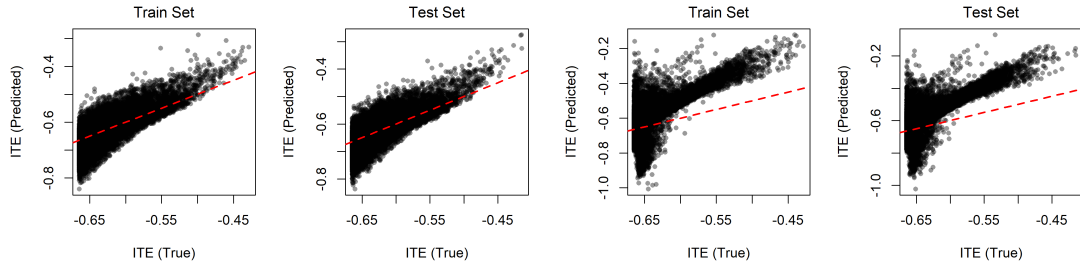 Train Set
ITE (Predicted)
-0.4
-0.6
-0.8
-0.65
-0.55
-0.45
ITE (True)
Test Set
ITE (Predicted)
-0.4
-0.6
-0.8
-0.65
-0.55
-0.45
ITE (True)
Train Set
ITE (Predicted)
-0.2
-0.4
-0.6
-0.8
-1.0
-0.65
-0.55
-0.45
ITE (True)
Test Set
ITE (Predicted)
-0.2
-0.6
-1.0
-0.65
-0.55
-0.45
ITE (True)